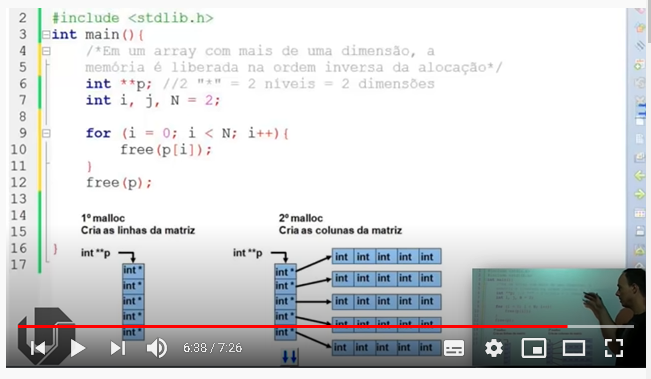 2 #include <stdlib.h>
3 int main(){
4 /*Em um array com mais de uma dimensão, a
5 memória é liberada na ordem inversa da alocação*/
6 int **p; //2 "*" = 2 níveis = 2 dimensões
7 int i, j, N = 2;
8
9 for (i = 0; i < N; i++){
10 free(p[i]);
11 }
12 free(p);
13
14
15
16 }
17
1º malloc
Cria as linhas da matriz
int **p
int *
int *
int *
int *
int *
2º malloc
Cria as colunas da matriz
int **p
int * int int int int int
int * int int int int int
int * int int int int int
int * int int int int int
int * int int int int int
6:38 / 7:26